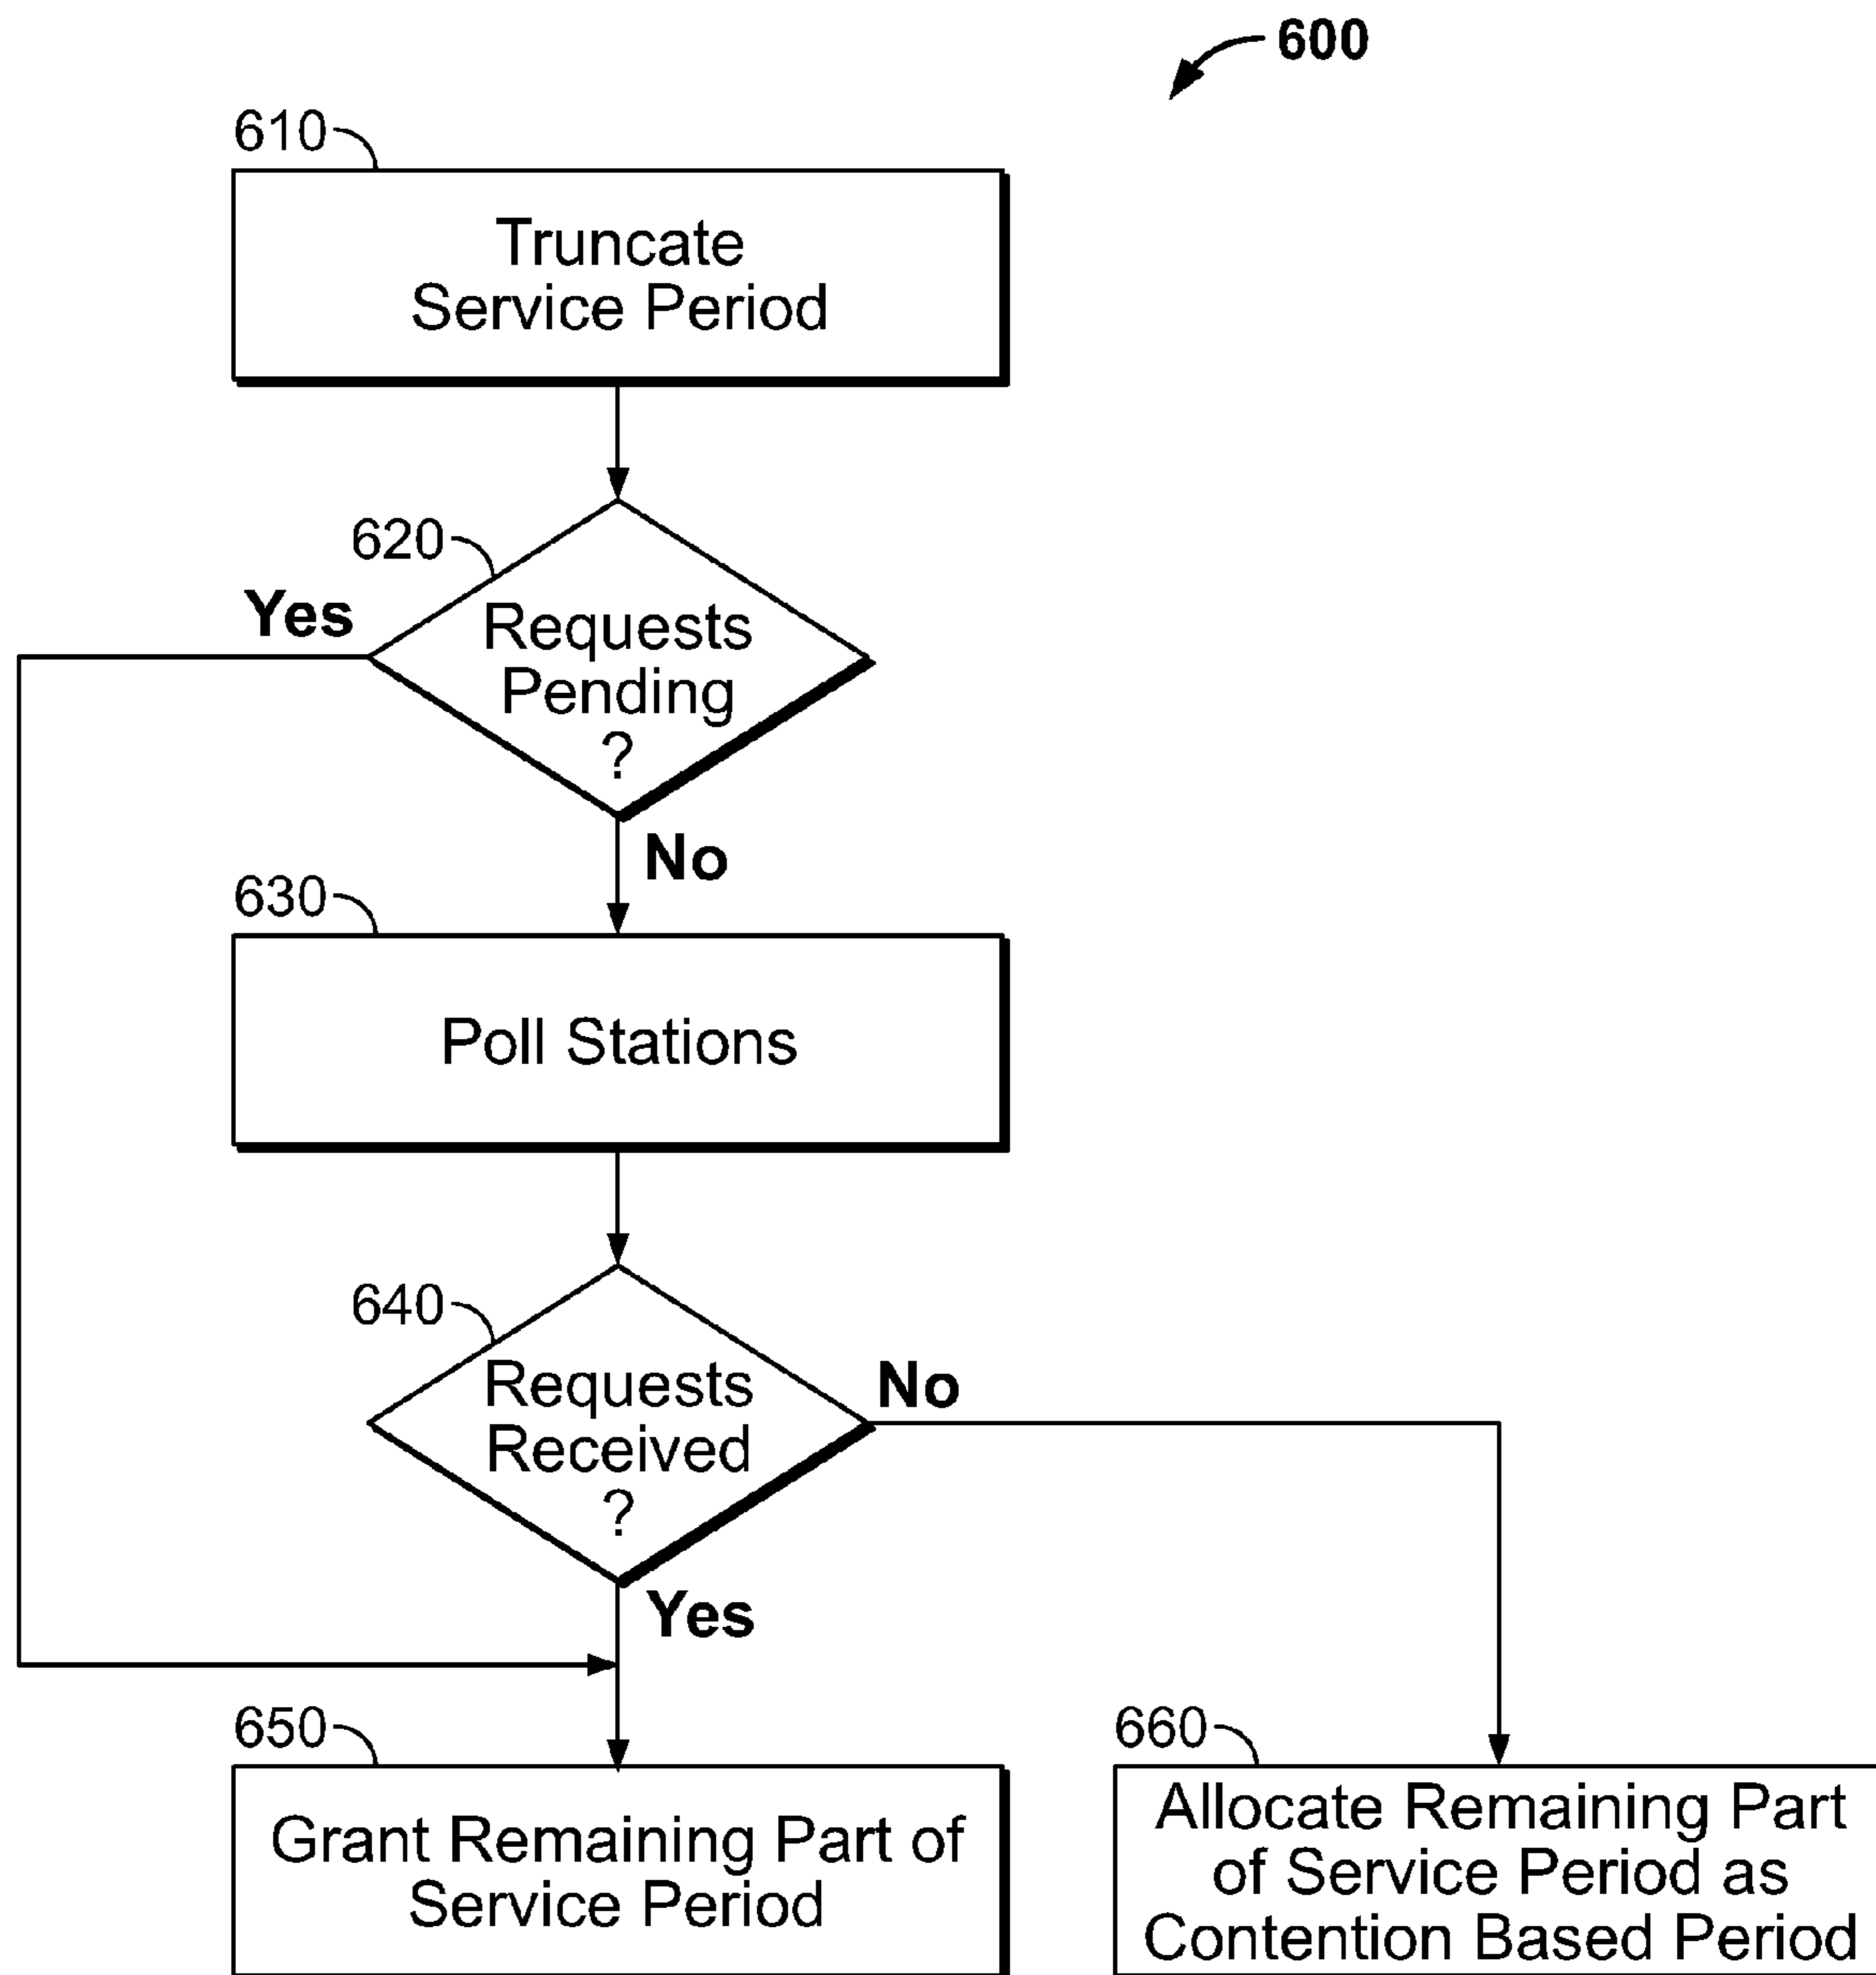 600
610
Truncate
Service Period
620
Yes
Requests
Pending
?
No
630
Poll Stations
640
Requests
Received
?
No
Yes
650
Grant Remaining Part of
Service Period
660
Allocate Remaining Part
of Service Period as
Contention Based Period